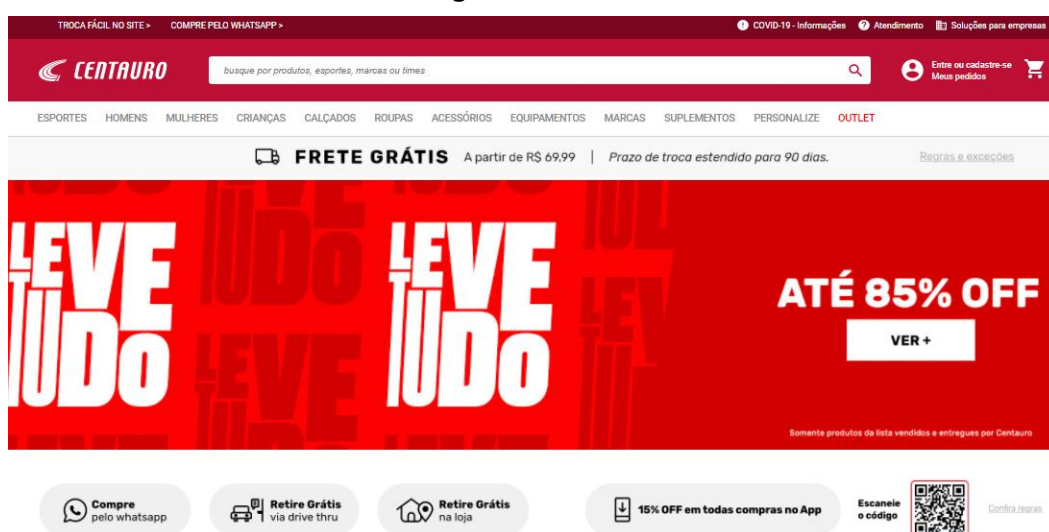 TROCA FÁCIL NO SITE > COMPRE PELO WHATSAPP > COVID-19 - Informações Atendimento Soluções para empresas
CENTAURO busque por produtos, esportes, marcas ou times Entre ou cadastre-se
Meus pedidos
ESPORTES HOMENS MULHERES CRIANÇAS CALÇADOS ROUPAS ACESSÓRIOS EQUIPAMENTOS MARCAS SUPLEMENTOS PERSONALIZE OUTLET
FRETE GRÁTIS A partir de R$ 69,99 | Prazo de troca estendido para 90 dias. Regras e exceções
LEVE TUDO
LEVE TUDO
ATÉ 85% OFF
VER +
Somente produtos da lista vendidos e entregues por Centauro
Compre
pelo whatsapp
Retire Grátis
via drive thru
Retire Grátis
na loja
15% OFF em todas compras no App
Escaneie
o código
Confira regras